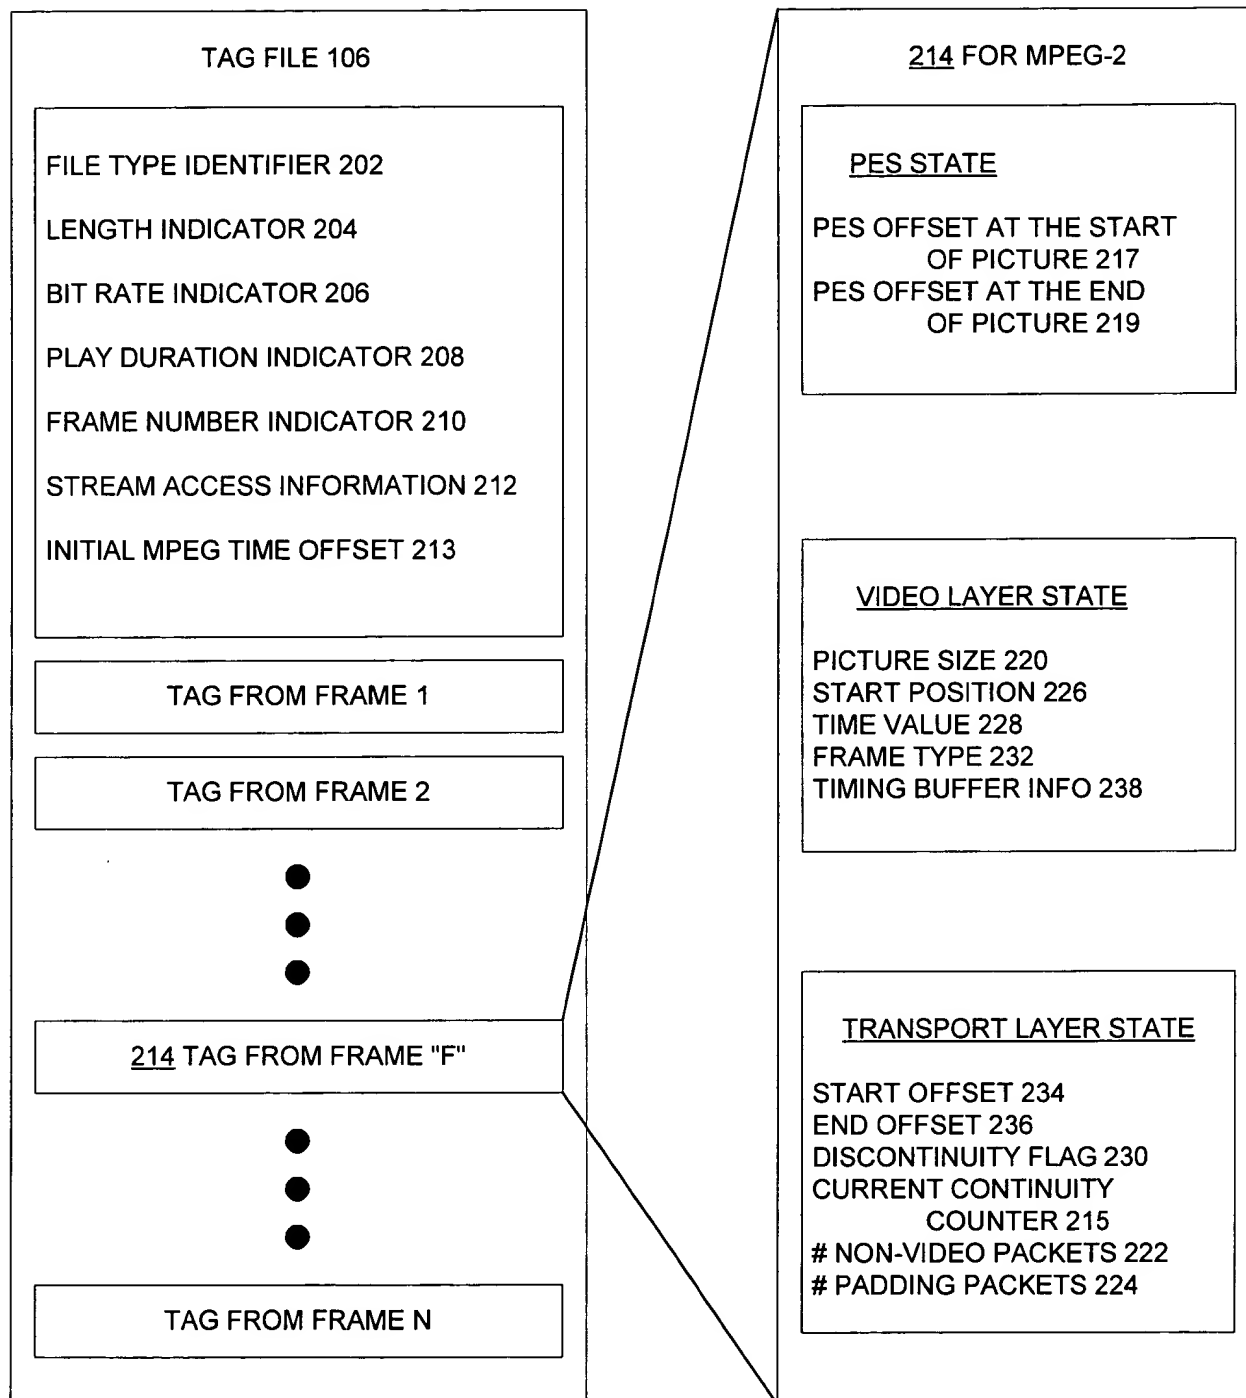 TAG FILE 106
FILE TYPE IDENTIFIER 202
LENGTH INDICATOR 204
BIT RATE INDICATOR 206
PLAY DURATION INDICATOR 208
FRAME NUMBER INDICATOR 210
STREAM ACCESS INFORMATION 212
INITIAL MPEG TIME OFFSET 213
TAG FROM FRAME 1
TAG FROM FRAME 2
214 TAG FROM FRAME "F"
TAG FROM FRAME N
214 FOR MPEG-2
PES STATE
PES OFFSET AT THE START
OF PICTURE 217
PES OFFSET AT THE END
OF PICTURE 219
VIDEO LAYER STATE
PICTURE SIZE 220
START POSITION 226
TIME VALUE 228
FRAME TYPE 232
TIMING BUFFER INFO 238
TRANSPORT LAYER STATE
START OFFSET 234
END OFFSET 236
DISCONTINUITY FLAG 230
CURRENT CONTINUITY
COUNTER 215
# NON-VIDEO PACKETS 222
# PADDING PACKETS 224